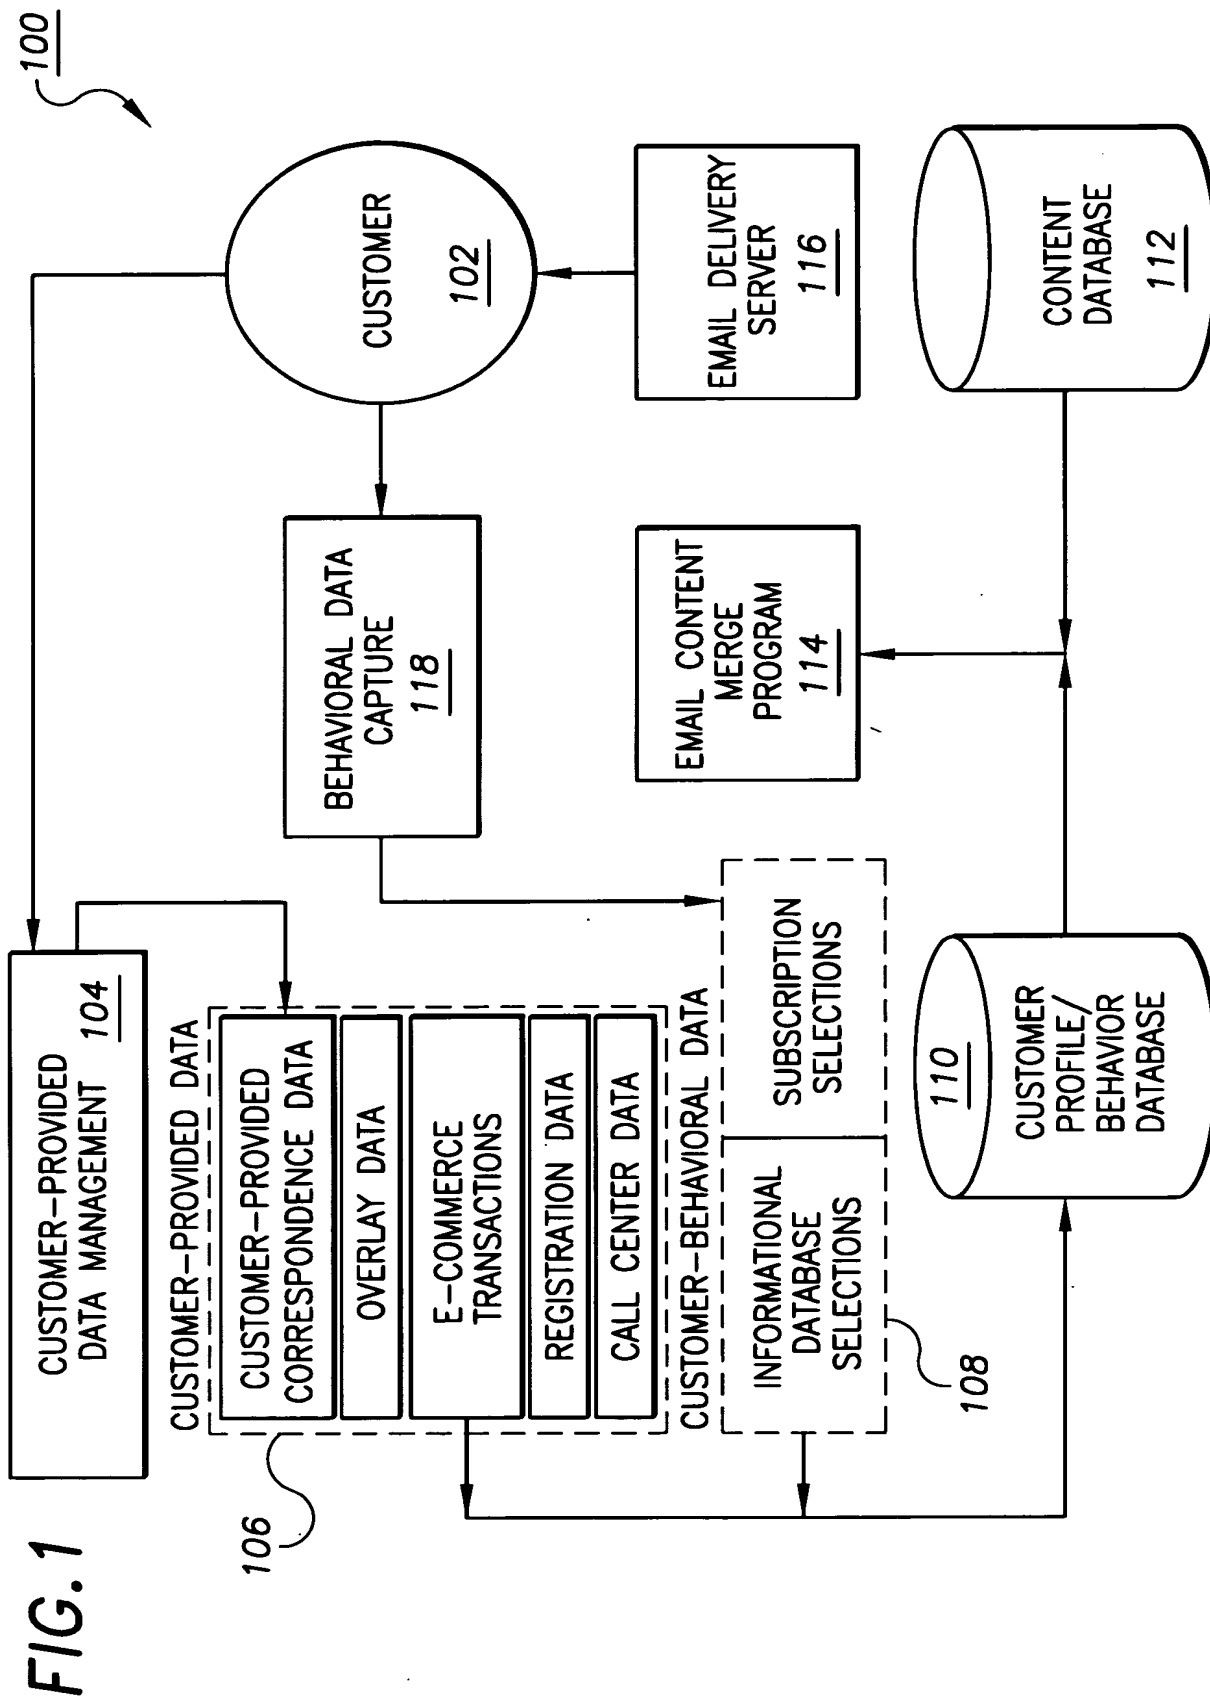 FIG. 1
100
CUSTOMER-PROVIDED
DATA MANAGEMENT
104
CUSTOMER-PROVIDED DATA
106
CUSTOMER-PROVIDED
CORRESPONDENCE DATA
OVERLAY DATA
E-COMMERCE
TRANSACTIONS
REGISTRATION DATA
CALL CENTER DATA
BEHAVIORAL DATA
CAPTURE
118
CUSTOMER
102
CUSTOMER-BEHAVIORAL DATA
INFORMATIONAL
DATABASE
SELECTIONS
SUBSCRIPTION
SELECTIONS
108
EMAIL CONTENT
MERGE
PROGRAM
114
EMAIL DELIVERY
SERVER
116
110
CUSTOMER
PROFILE/
BEHAVIOR
DATABASE
CONTENT
DATABASE
112